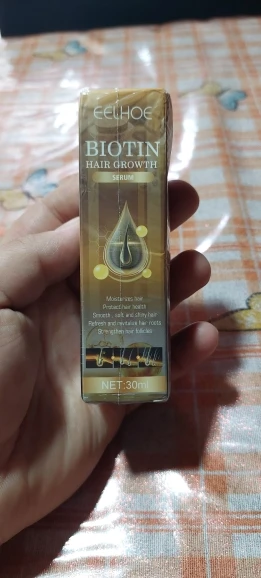 EELHOE
BIOTIN
HAIR GROWTH
SERUM
Moisturizes hair
Protect hair health
Smooth, soft and shiny hair
Refresh and revitalize hair roots
Strengthen hair follicles
NET:30ml